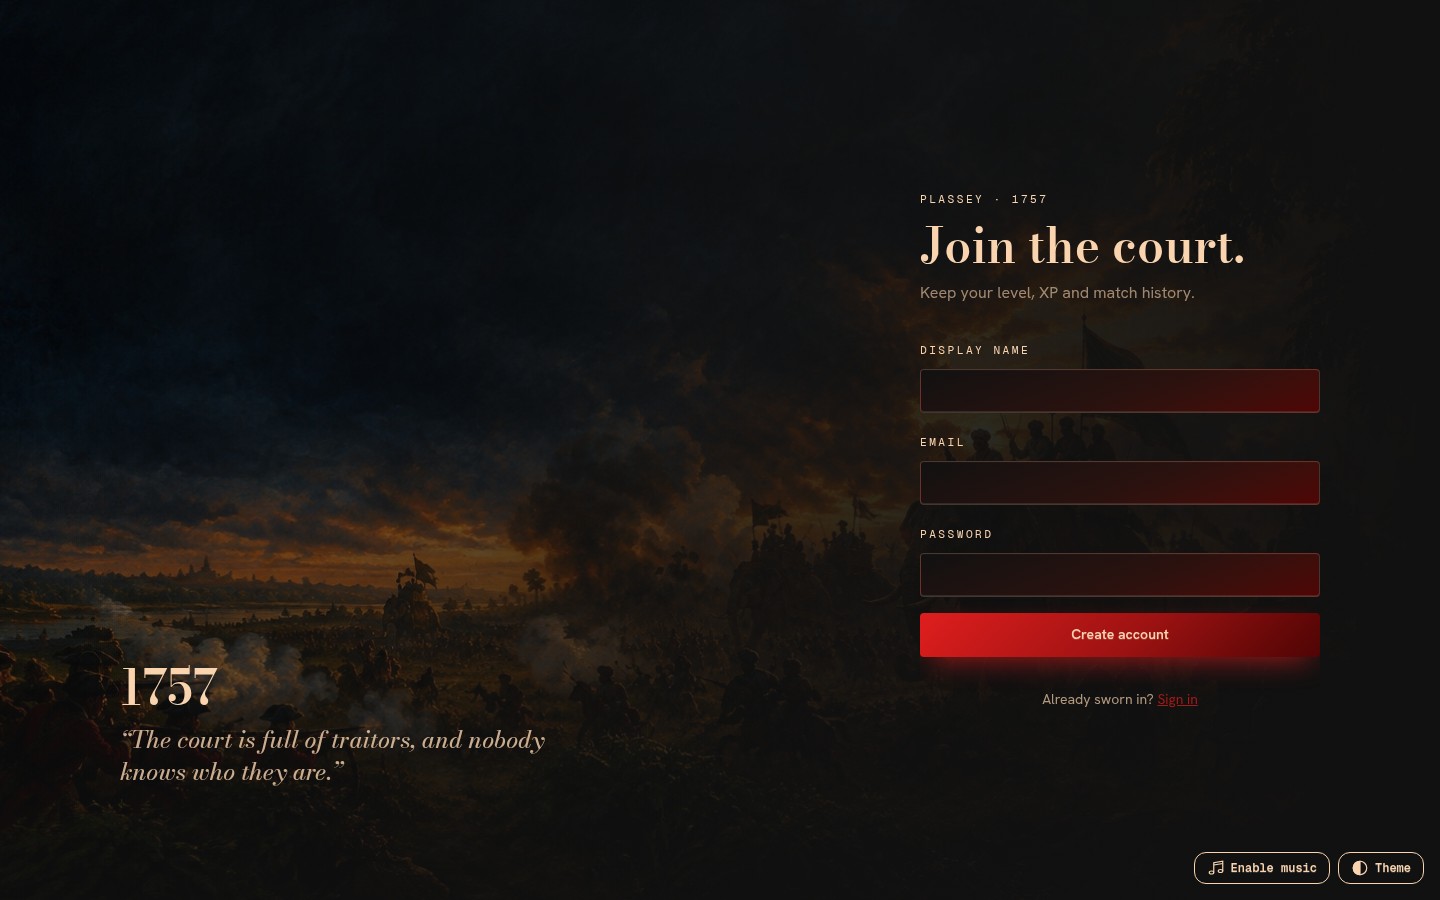 PLASSEY · 1757
Join the court.
Keep your level, XP and match history.
DISPLAY NAME
EMAIL
PASSWORD
Create account
Already sworn in? Sign in
1757
“The court is full of traitors, and nobody
knows who they are.”
Enable music
Theme